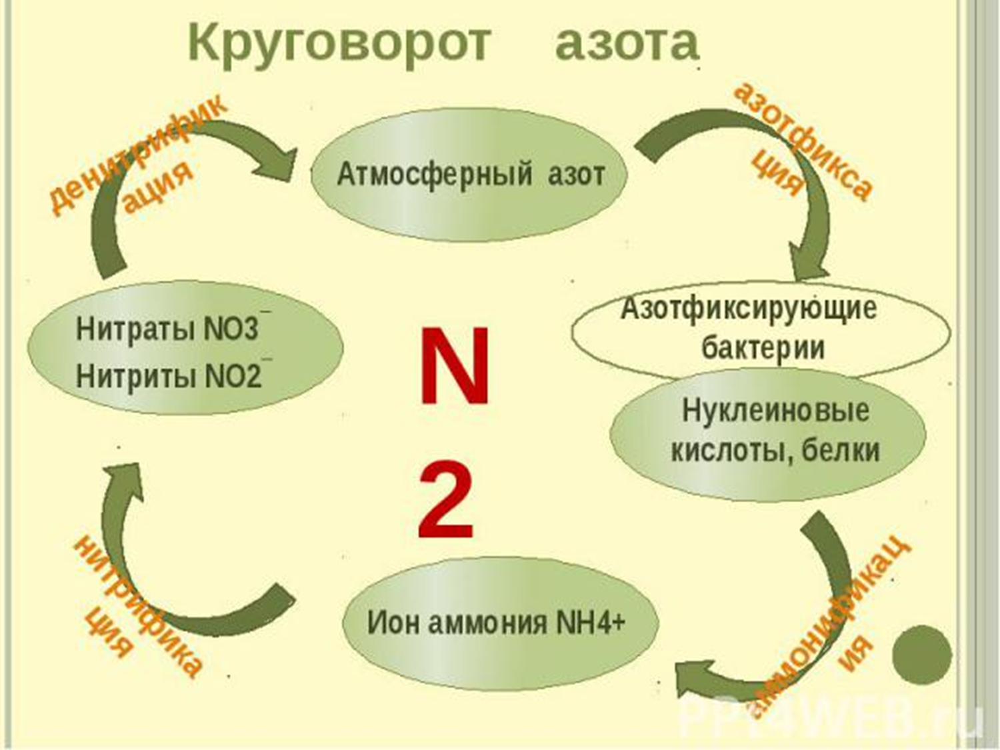 Круговорот азота
денитрифик
ация
Атмосферный азот
азотфикса
ция
Нитраты NO3¯
Нитриты NO2¯
N
2
Азотфиксирующие
бактерии
Нуклеиновые
кислоты, белки
нитрифика
ция
Ион аммония NH4+
аммонификац
ия
PPt4WEB.ru